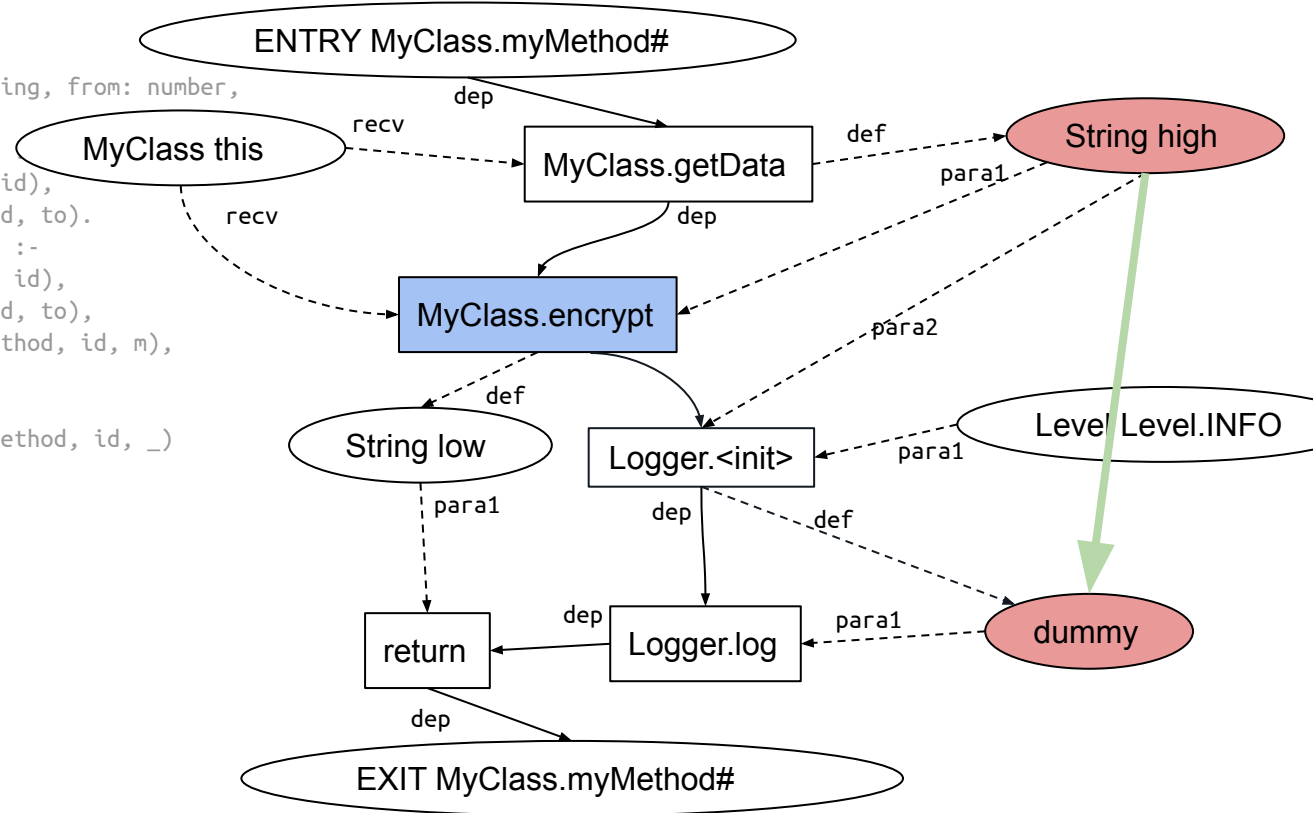 ENTRY MyClass.myMethod#
ing, from: number,
dep
recv
def
MyClass this
MyClass.getData
String high
para1
id),
d, to).
recv
dep
:-
id),
d, to),
MyClass.encrypt
para2
thod, id, m),
def
ethod, id, _)
String low
Logger.<init>
para1
Level Level.INFO
para1
dep
def
dep
para1
return
Logger.log
dummy
dep
EXIT MyClass.myMethod#